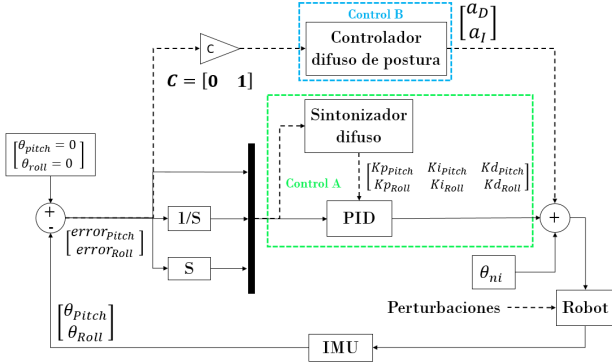 Control B
C
Controlador
difuso de postura
[a_D
a_I]
C = [0 1]
Sintonizador
difuso
[θ_pitch = 0
θ_roll = 0]
Control A
[Kp_Pitch Ki_Pitch Kd_Pitch]
[Kp_Roll Ki_Roll Kd_Roll]
+
-
1/S
PID
+
[error_Pitch
error_Roll]
S
θ_ni
[θ_Pitch
θ_Roll]
Perturbaciones
Robot
IMU